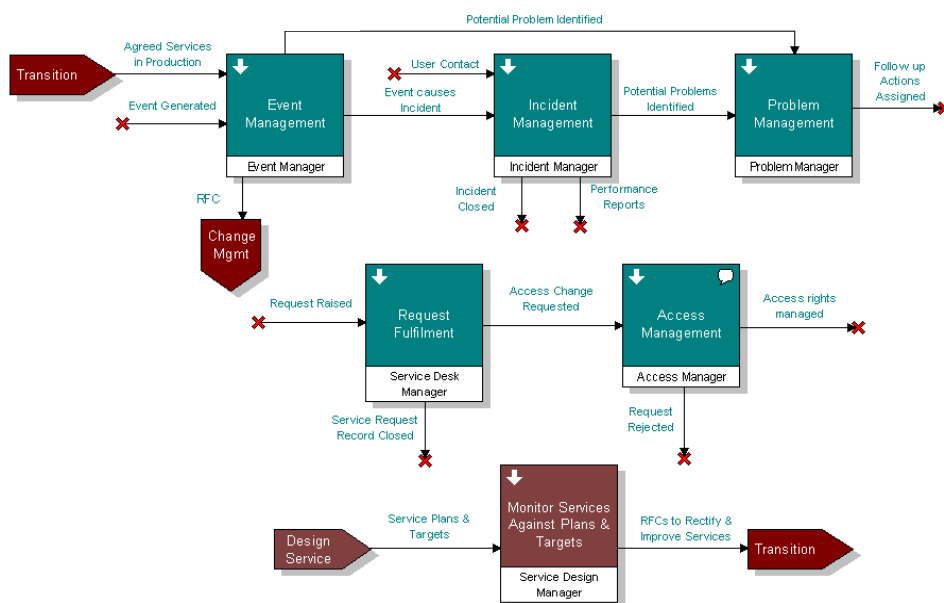 Potential Problem Identified
Transition
Agreed Services
in Production
Event Generated
Event
Management
Event Manager
User Contact
Event causes
Incident
Incident
Management
Incident Manager
Potential Problems
Identified
Problem
Management
Problem Manager
Follow up
Actions
Assigned
RFC
Change
Mgmt
Incident
Closed
Performance
Reports
Request Raised
Request
Fulfilment
Service Desk
Manager
Access Change
Requested
Access
Management
Access Manager
Access rights
managed
Service Request
Record Closed
Request
Rejected
Design
Service
Service Plans &
Targets
Monitor Services
Against Plans &
Targets
Service Design
Manager
RFCs to Rectify &
Improve Services
Transition